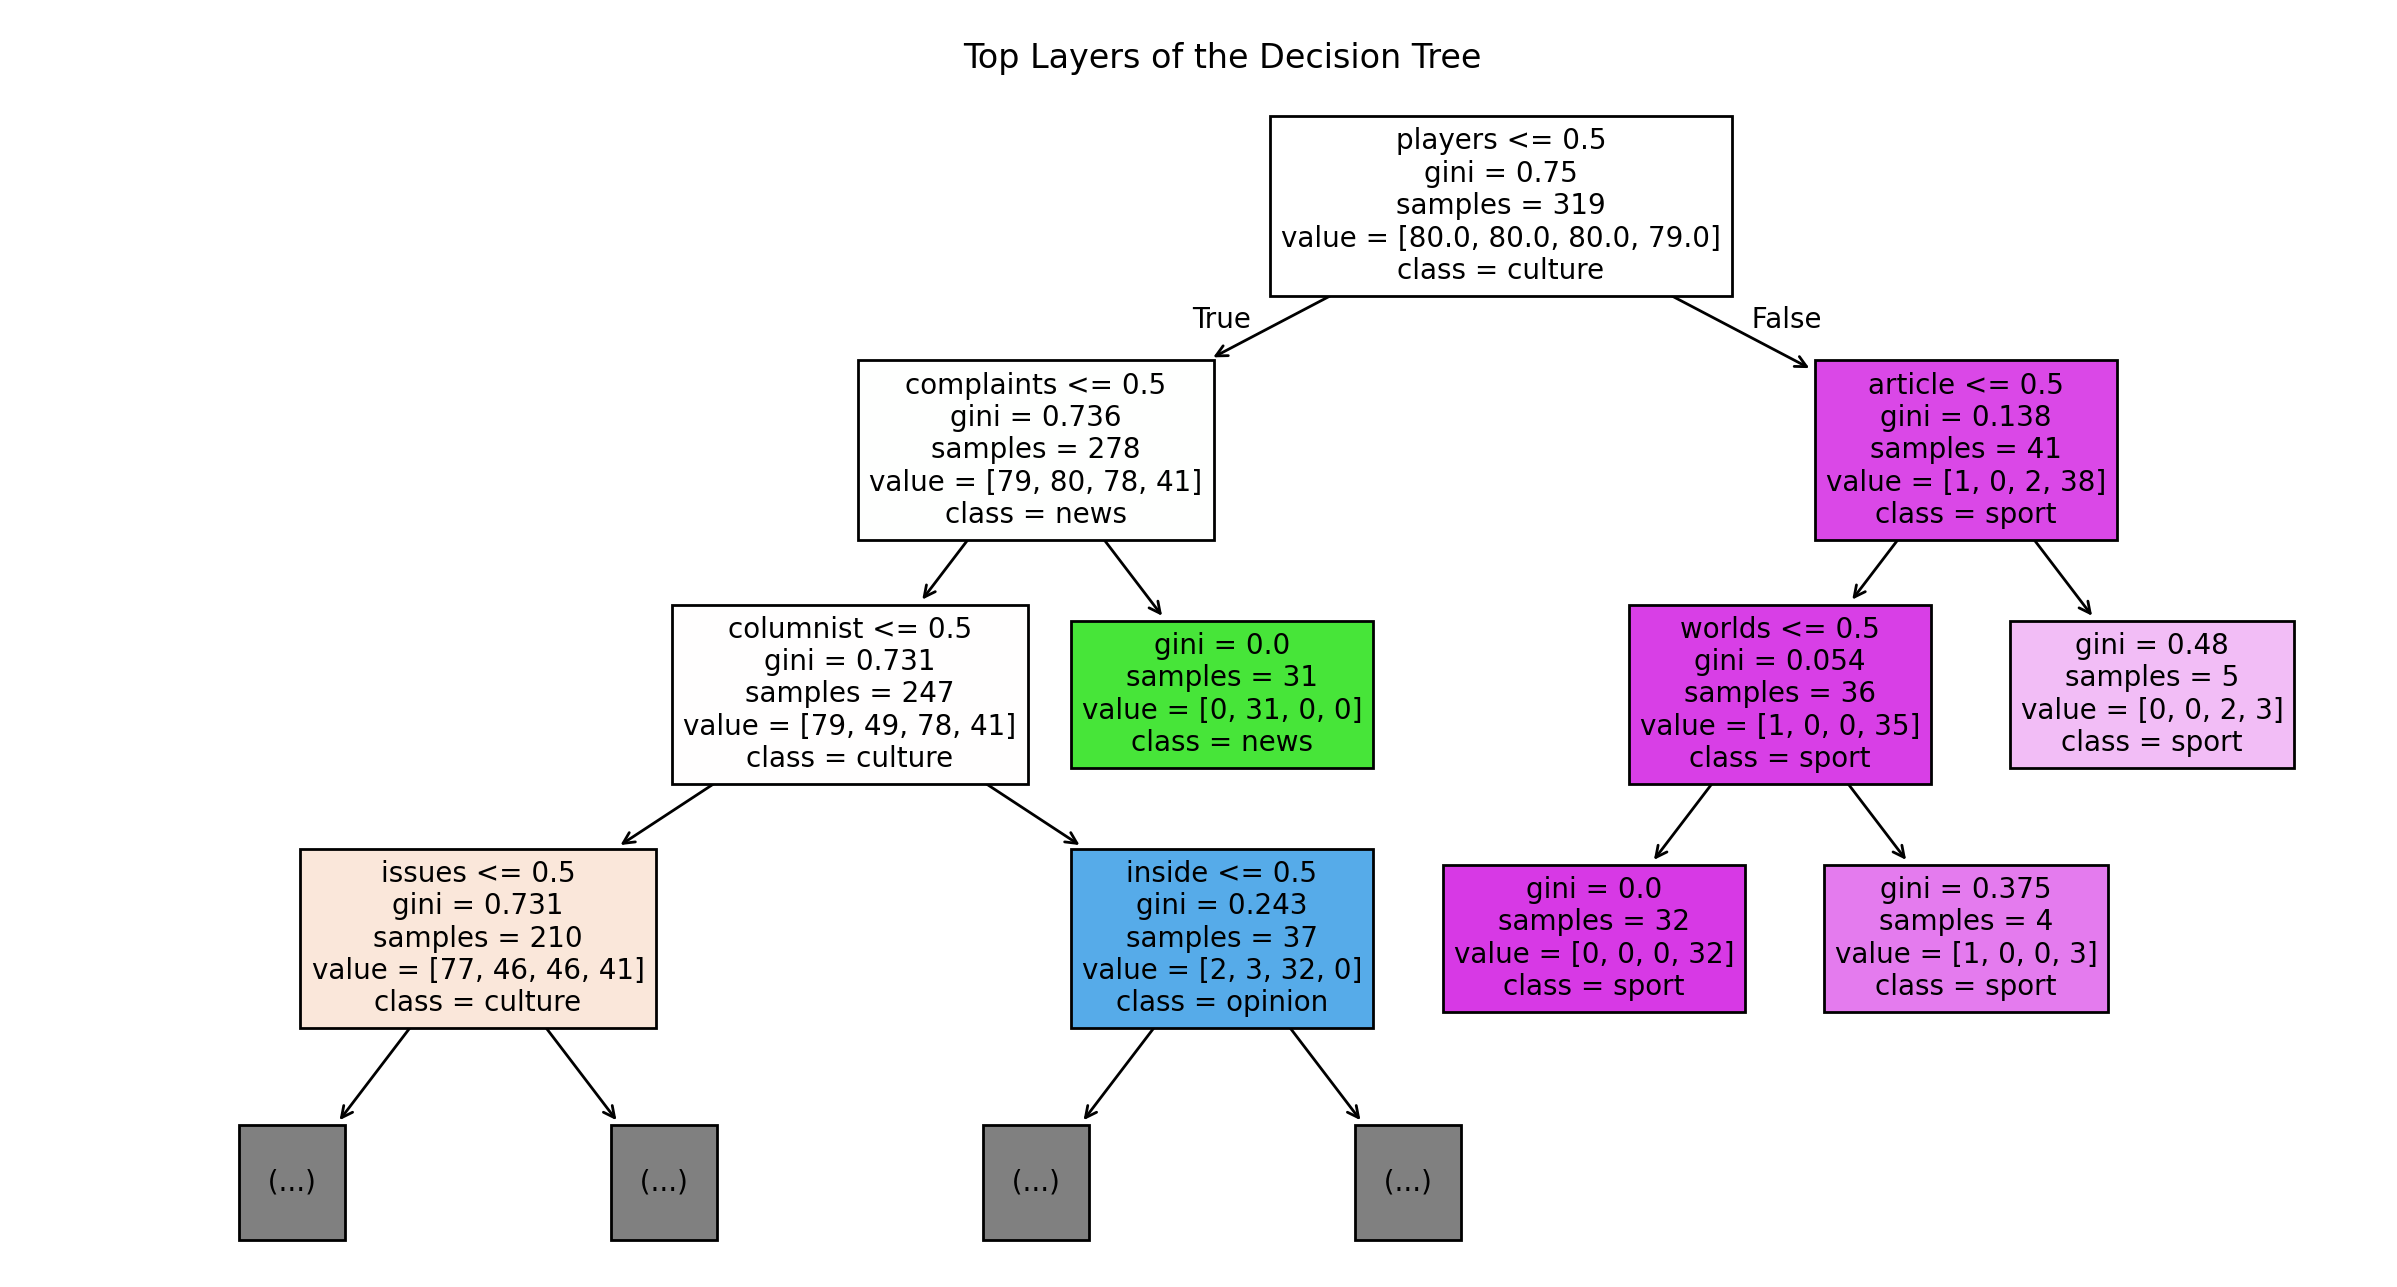 Top Layers of the Decision Tree
players <= 0.5
gini = 0.75
samples = 319
value = [80.0, 80.0, 80.0, 79.0]
class = culture
True
False
complaints <= 0.5
gini = 0.736
samples = 278
value = [79, 80, 78, 41]
class = news
article <= 0.5
gini = 0.138
samples = 41
value = [1, 0, 2, 38]
class = sport
columnist <= 0.5
gini = 0.731
samples = 247
value = [79, 49, 78, 41]
class = culture
gini = 0.0
samples = 31
value = [0, 31, 0, 0]
class = news
worlds <= 0.5
gini = 0.054
samples = 36
value = [1, 0, 0, 35]
class = sport
gini = 0.48
samples = 5
value = [0, 0, 2, 3]
class = sport
issues <= 0.5
gini = 0.731
samples = 210
value = [77, 46, 46, 41]
class = culture
inside <= 0.5
gini = 0.243
samples = 37
value = [2, 3, 32, 0]
class = opinion
gini = 0.0
samples = 32
value = [0, 0, 0, 32]
class = sport
gini = 0.375
samples = 4
value = [1, 0, 0, 3]
class = sport
(...)
(...)
(...)
(...)